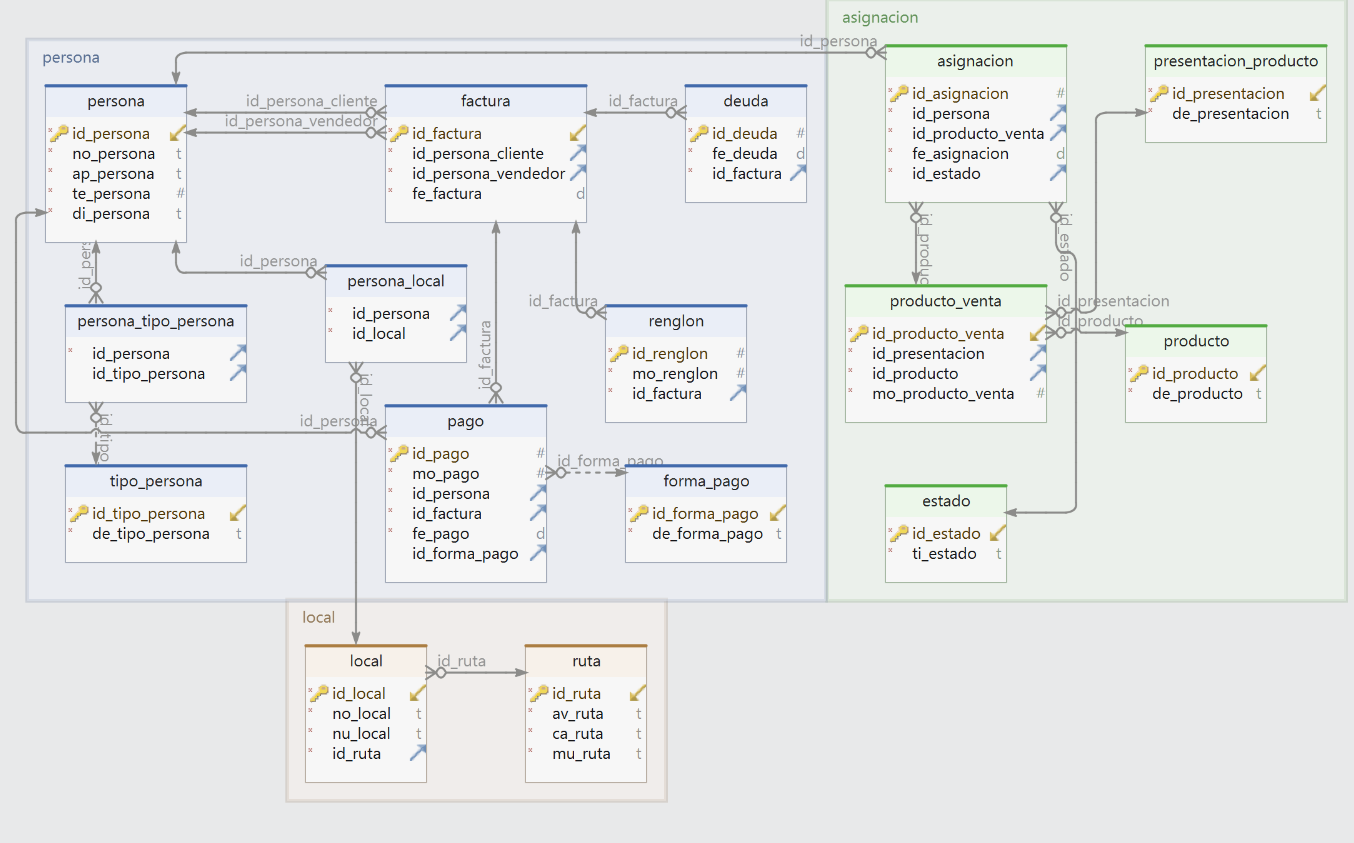 asignacion
id_persona
persona
asignacion
id_asignacion #
id_persona
id_producto_venta
fe_asignacion d
id_estado
presentacion_producto
id_presentacion
de_presentacion t
persona
id_persona
no_persona t
ap_persona t
te_persona #
di_persona t
id_persona_cliente
id_persona_vendedor
factura
id_factura
id_persona_cliente
id_persona_vendedor
fe_factura d
id_factura
deuda
id_deuda #
fe_deuda d
id_factura
id_pers
id_persona
persona_local
id_persona
id_local
id_produc
id_estado
persona_tipo_persona
id_persona
id_tipo_persona
id_factura
id_factura
renglon
id_renglon #
mo_renglon #
id_factura
producto_venta
id_producto_venta
id_presentacion
id_producto
mo_producto_venta #
id_presentacion
id_producto
producto
id_producto
de_producto t
id_tipo
id_local
id_persona
pago
id_pago #
mo_pago #
id_persona
id_factura
fe_pago d
id_forma_pago
id_forma_pago
forma_pago
id_forma_pago
de_forma_pago t
tipo_persona
id_tipo_persona
de_tipo_persona t
estado
id_estado
ti_estado t
local
local
id_local
no_local t
nu_local t
id_ruta
id_ruta
ruta
id_ruta
av_ruta t
ca_ruta t
mu_ruta t